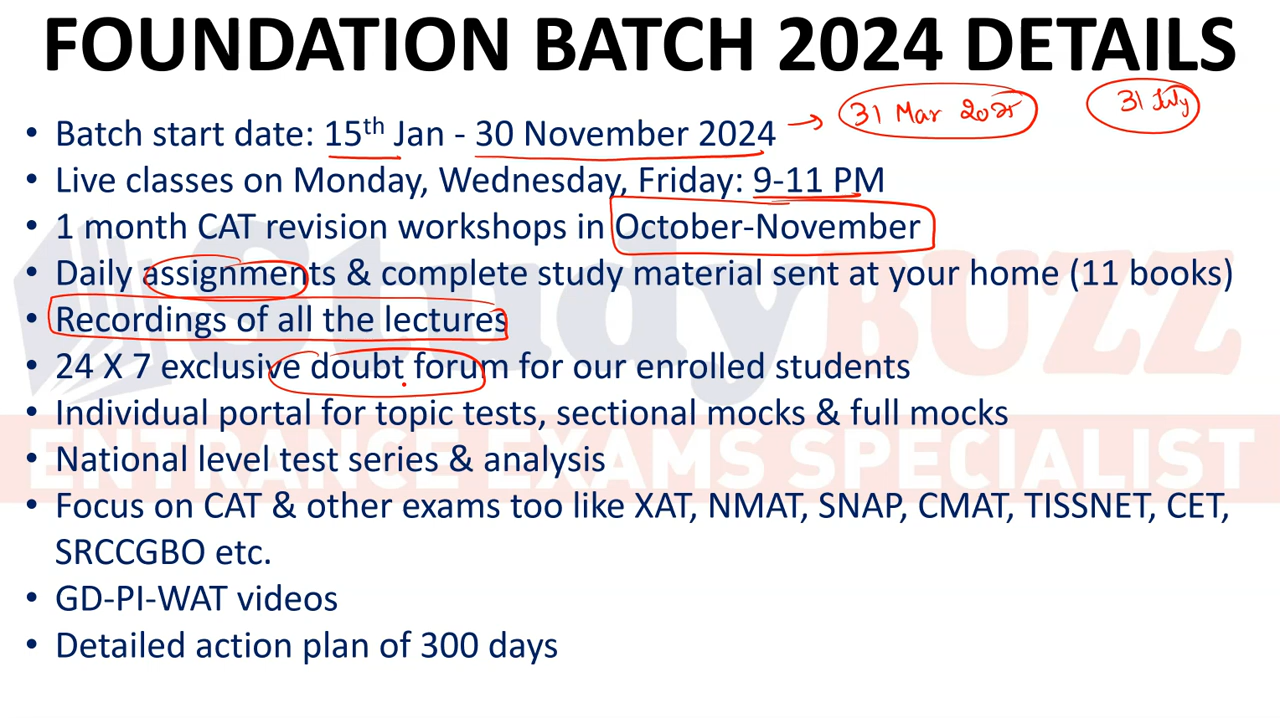 FOUNDATION BATCH 2024 DETAILS
31 Mar 2025
31 July
• Batch start date: 15th Jan - 30 November 2024
• Live classes on Monday, Wednesday, Friday: 9-11 PM
• 1 month CAT revision workshops in October-November
• Daily assignments & complete study material sent at your home (11 books)
• Recordings of all the lectures
• 24 X 7 exclusive doubt forum for our enrolled students
• Individual portal for topic tests, sectional mocks & full mocks
• National level test series & analysis
• Focus on CAT & other exams too like XAT, NMAT, SNAP, CMAT, TISSNET, CET,
SRCCGBO etc.
• GD-PI-WAT videos
• Detailed action plan of 300 days
StudyBUZZ
ENTRANCE EXAMS SPECIALIST